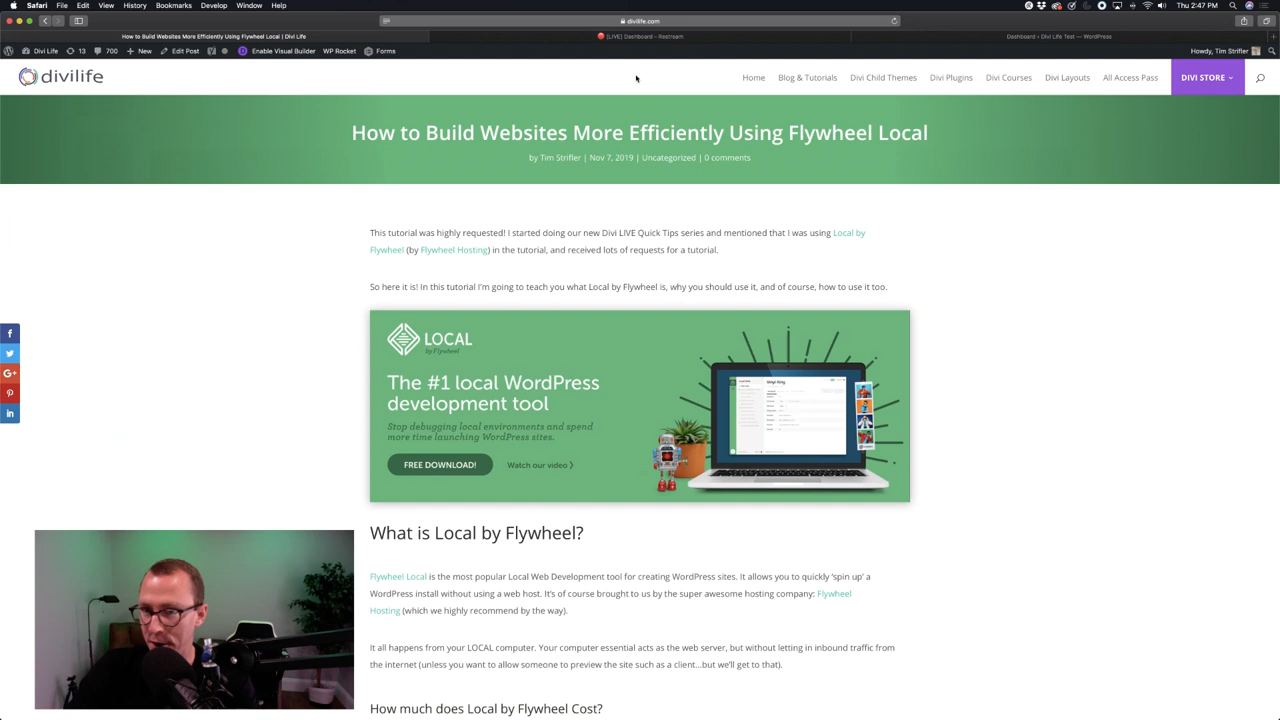 Safari File Edit View History Bookmarks Develop Window Help
Thu 2:47 PM
divilife.com
How to Build Websites More Efficiently Using Flywheel Local | Divi Life
[LIVE] Dashboard - Restream
Dashboard ‹ Divi Life Test — WordPress
Divi Life 13 700 + New Edit Post Enable Visual Builder WP Rocket Forms
Howdy, Tim Strifler
divilife
Home Blog & Tutorials Divi Child Themes Divi Plugins Divi Courses Divi Layouts All Access Pass DIVI STORE
How to Build Websites More Efficiently Using Flywheel Local
by Tim Strifler | Nov 7, 2019 | Uncategorized | 0 comments
This tutorial was highly requested! I started doing our new Divi LIVE Quick Tips series and mentioned that I was using Local by
Flywheel (by Flywheel Hosting) in the tutorial, and received lots of requests for a tutorial.
So here it is! In this tutorial I'm going to teach you what Local by Flywheel is, why you should use it, and of course, how to use it too.
LOCAL
by Flywheel
The #1 local WordPress
development tool
Stop debugging local environments and spend
more time launching WordPress sites.
FREE DOWNLOAD!
Watch our video ❭
What is Local by Flywheel?
Flywheel Local is the most popular Local Web Development tool for creating WordPress sites. It allows you to quickly 'spin up' a
WordPress install without using a web host. It's of course brought to us by the super awesome hosting company: Flywheel
Hosting (which we highly recommend by the way).
It all happens from your LOCAL computer. Your computer essential acts as the web server, but without letting in inbound traffic from
the internet (unless you want to allow someone to preview the site such as a client...but we'll get to that).
How much does Local by Flywheel Cost?